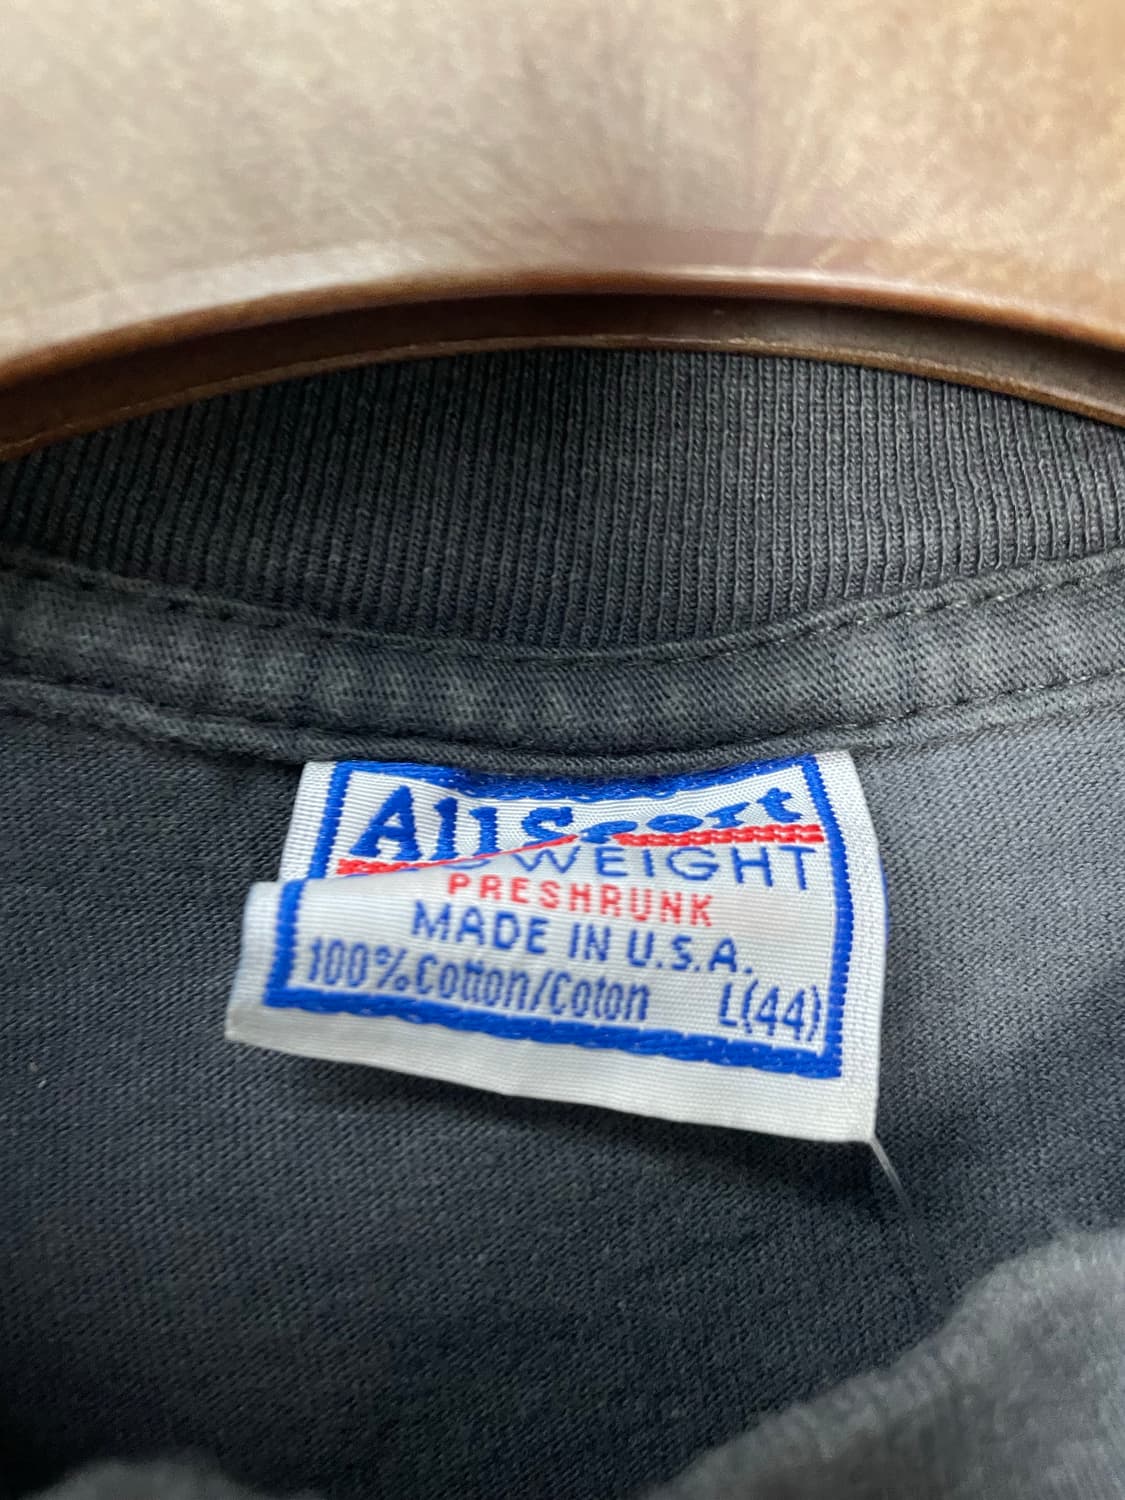 AllSport
WEIGHT
PRESHRUNK
MADE IN U.S.A.
100% Cotton/Coton L(44)